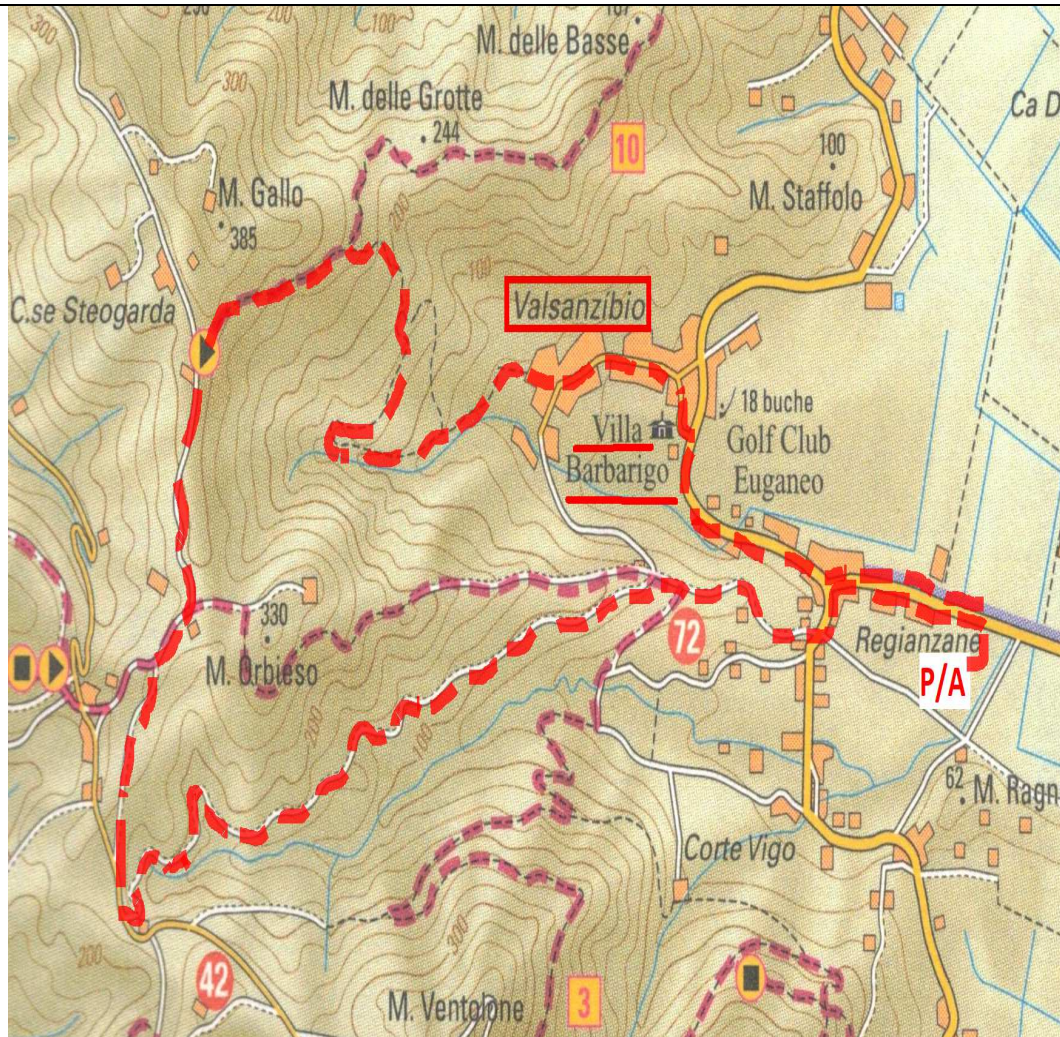 300
100
M. delle Basse
300
M. delle Grotte
244
10
Ca D
100
M. Gallo
385
200
M. Staffolo
C.se Steogarda
100
Valsanzíbio
18 buche
Villa
Golf Club
Barbarigo
Euganeo
330
72
Regianzane
M. Orbieso
P/A
200
100
62
M. Ragn
Corte Vigo
300
200
42
M. Ventolone
3